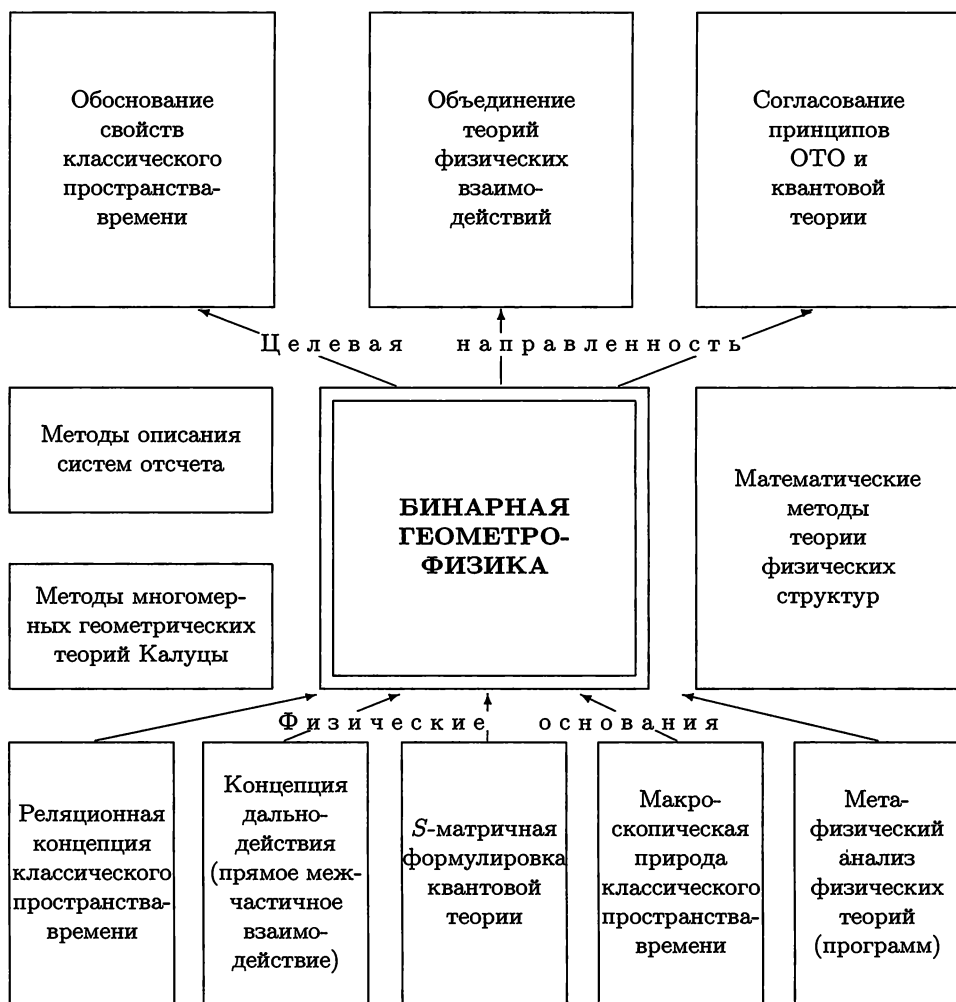 Обоснование
свойств
классического
пространства-
времени
Объединение
теорий
физических
взаимо-
действий
Согласование
принципов
ОТО и
квантовой
теории
Целевая направленность
Методы описания
систем отсчета
Методы многомер-
ных геометрических
теорий Калуцы
БИНАРНАЯ
ГЕОМЕТРО-
ФИЗИКА
Математические
методы
теории
физических
структур
Физические основания
Реляционная
концепция
классического
пространства-
времени
Концепция
дально-
действия
(прямое меж-
частичное
взаимо-
действие)
S-матричная
формулировка
квантовой
теории
Макро-
скопическая
природа
классического
пространства-
времени
Мета-
физический
анализ
физических
теорий
(программ)